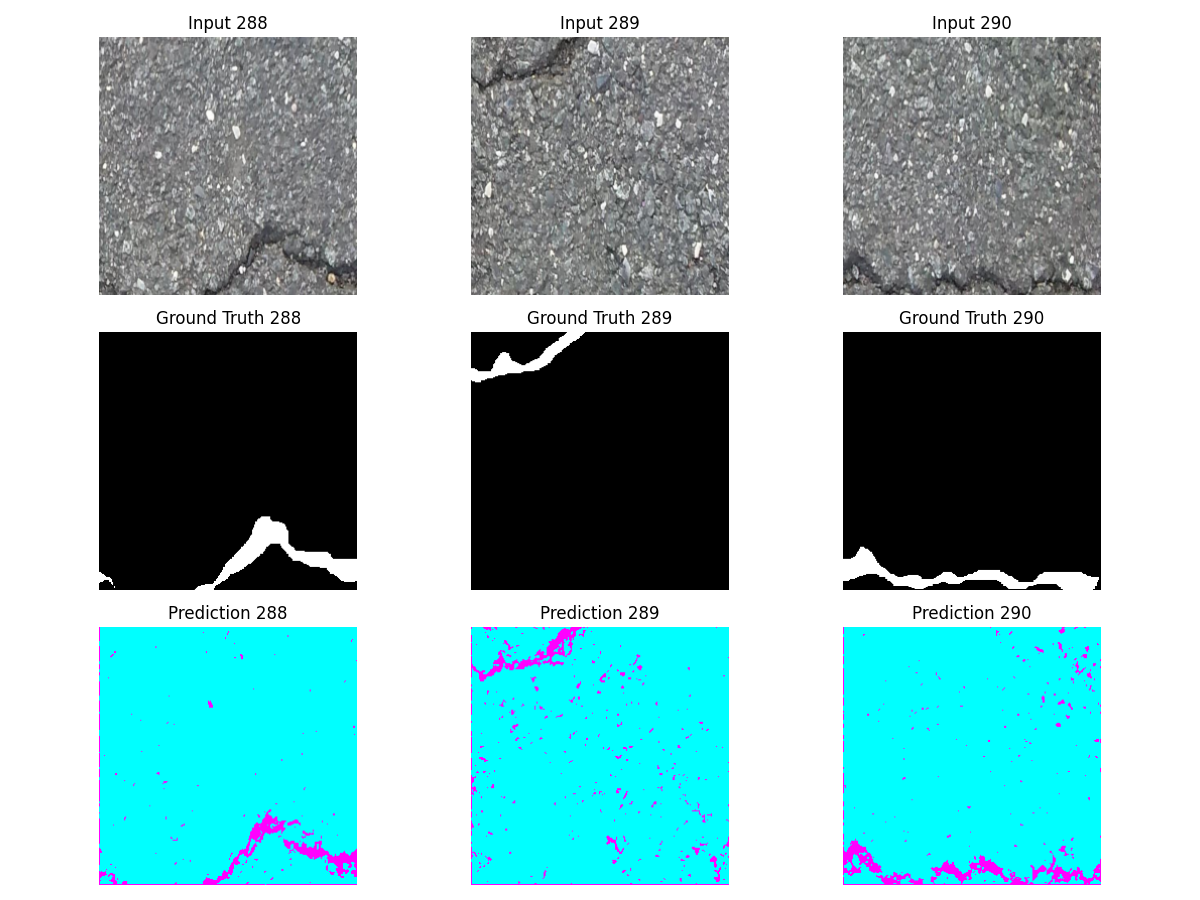 Input 288
Input 289
Input 290
Ground Truth 288
Ground Truth 289
Ground Truth 290
Prediction 288
Prediction 289
Prediction 290